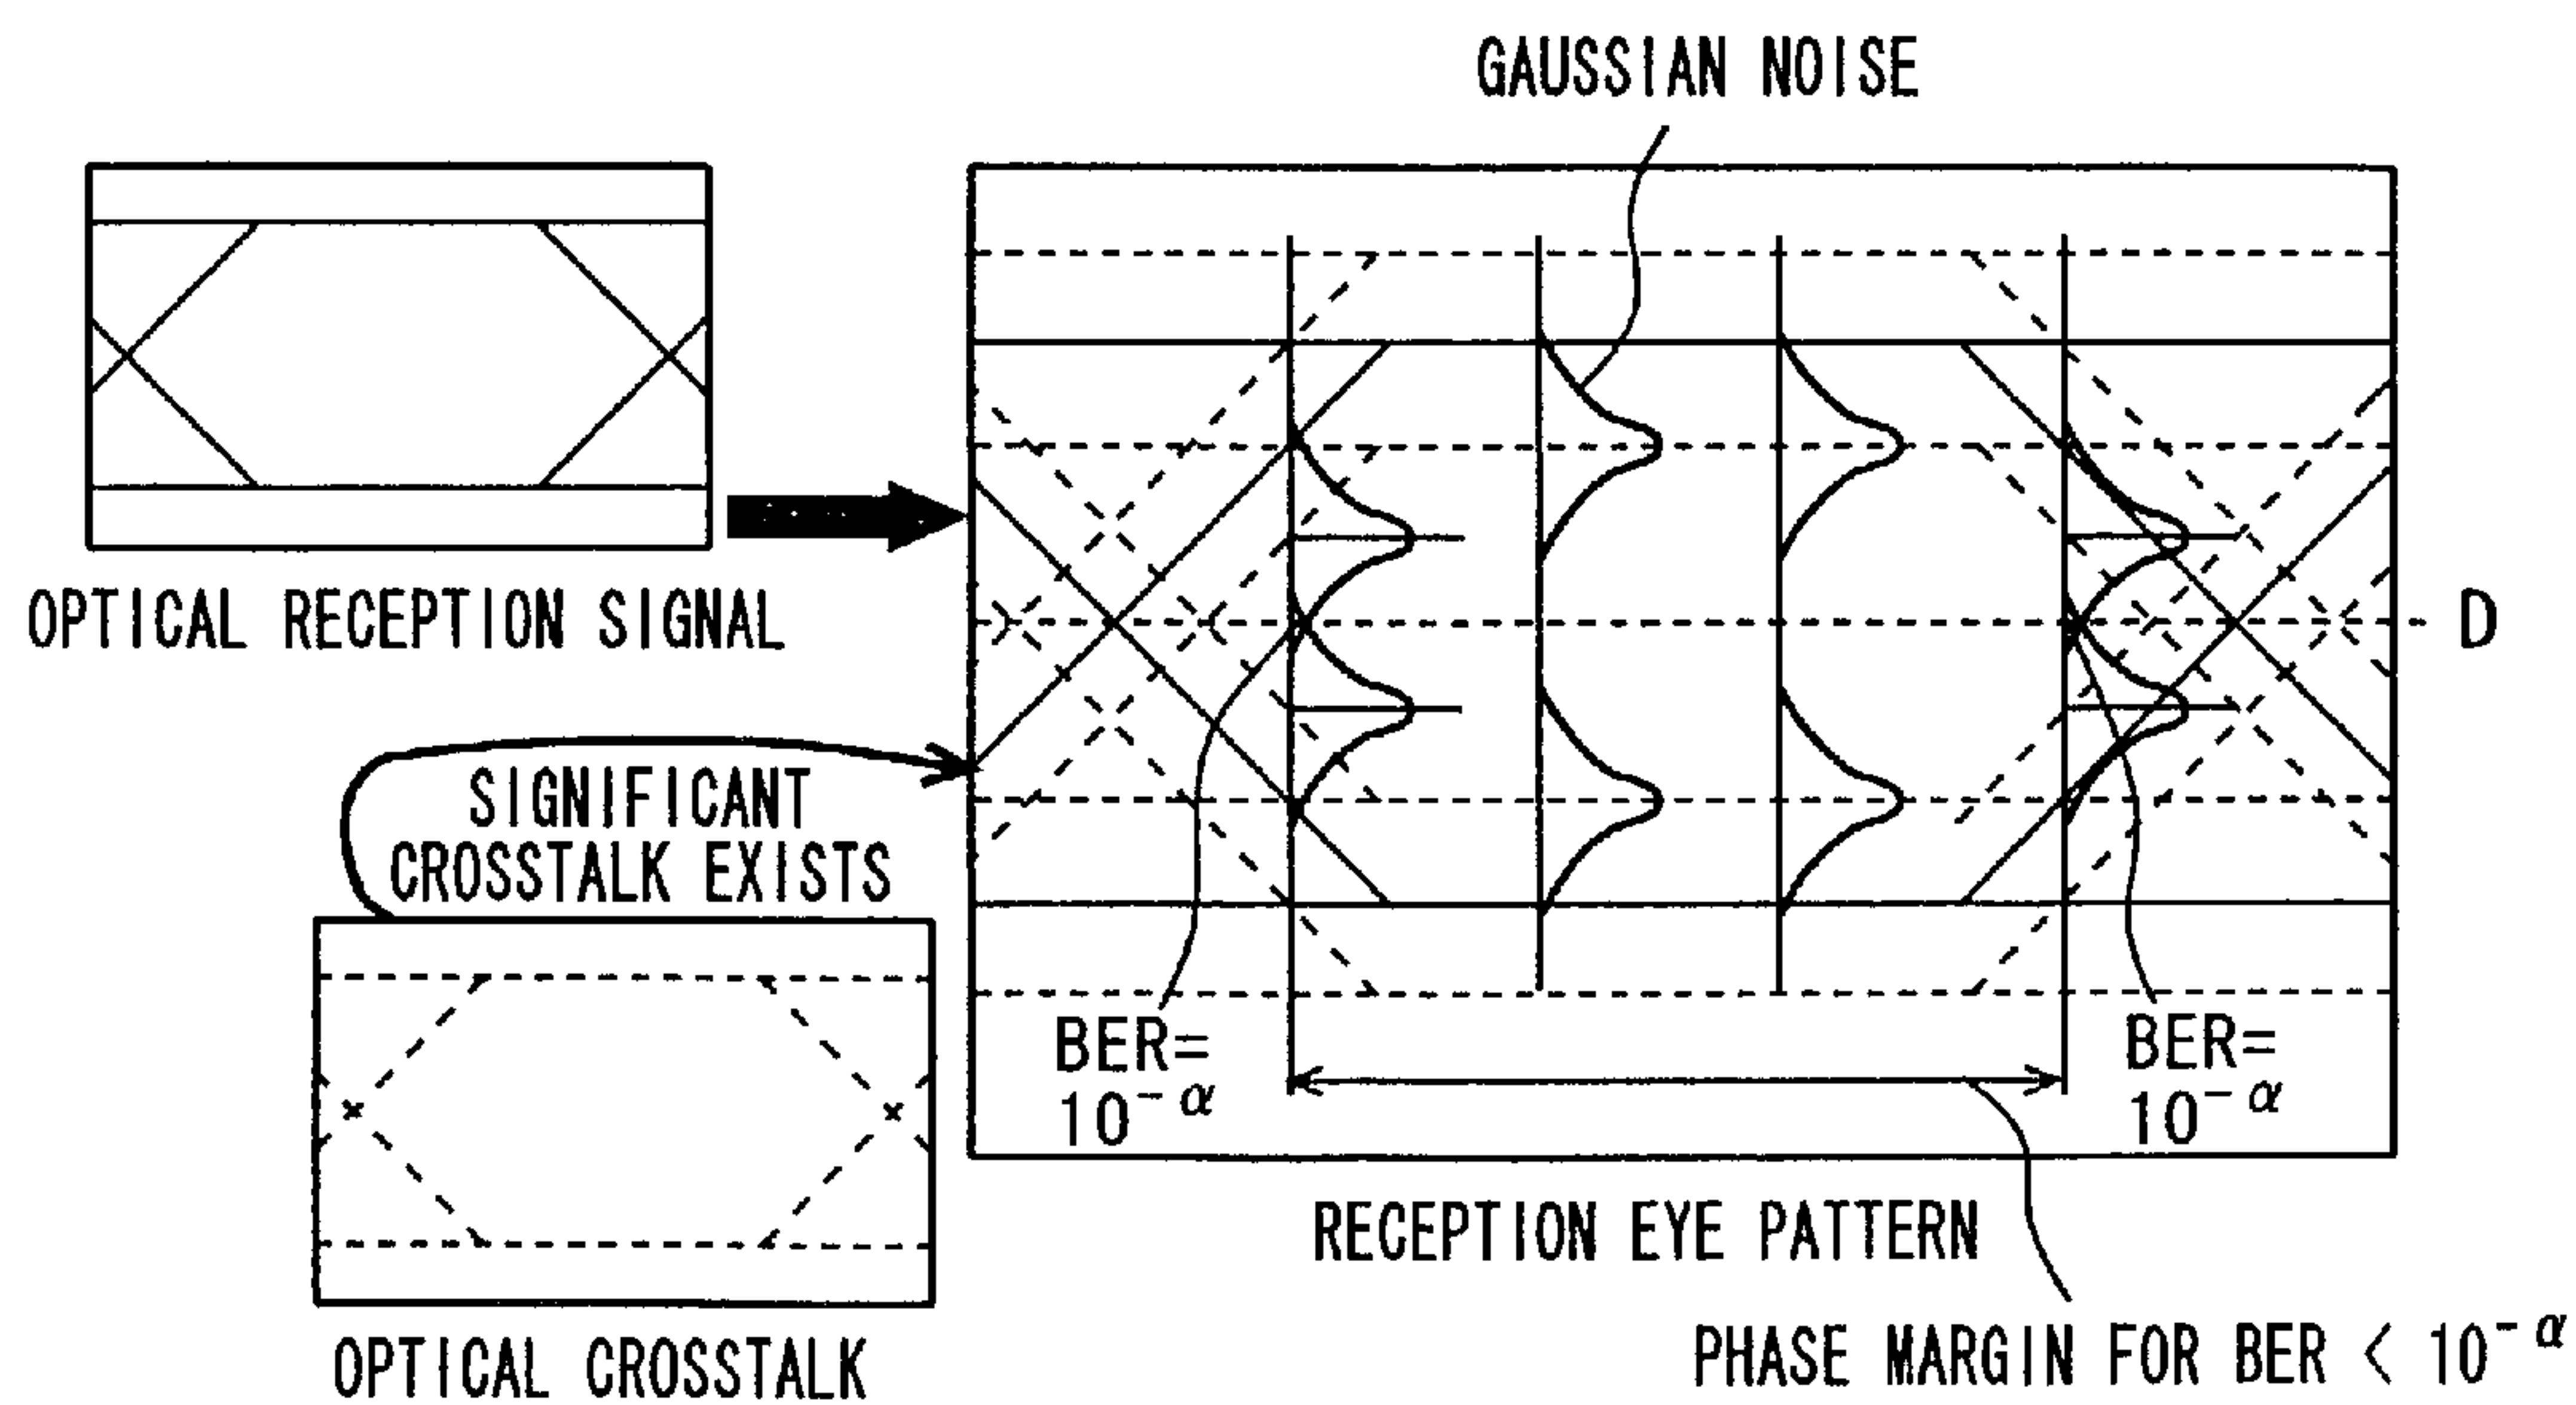 GAUSSIAN NOISE
OPTICAL RECEPTION SIGNAL
D
SIGNIFICANT
CROSSTALK EXISTS
BER=
10⁻ᵅ
BER=
10⁻ᵅ
RECEPTION EYE PATTERN
OPTICAL CROSSTALK
PHASE MARGIN FOR BER < 10⁻ᵅ